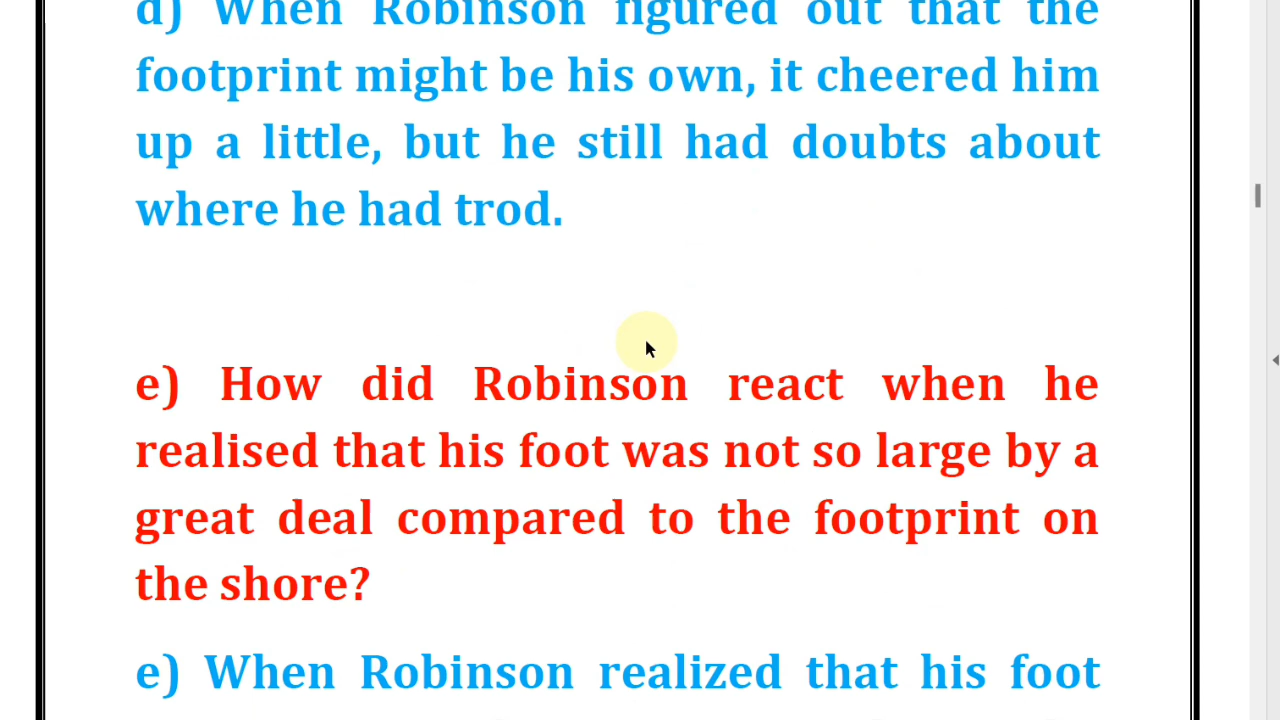 d) When Robinson figured out that the
footprint might be his own, it cheered him
up a little, but he still had doubts about
where he had trod.
e) How did Robinson react when he
realised that his foot was not so large by a
great deal compared to the footprint on
the shore?
e) When Robinson realized that his foot